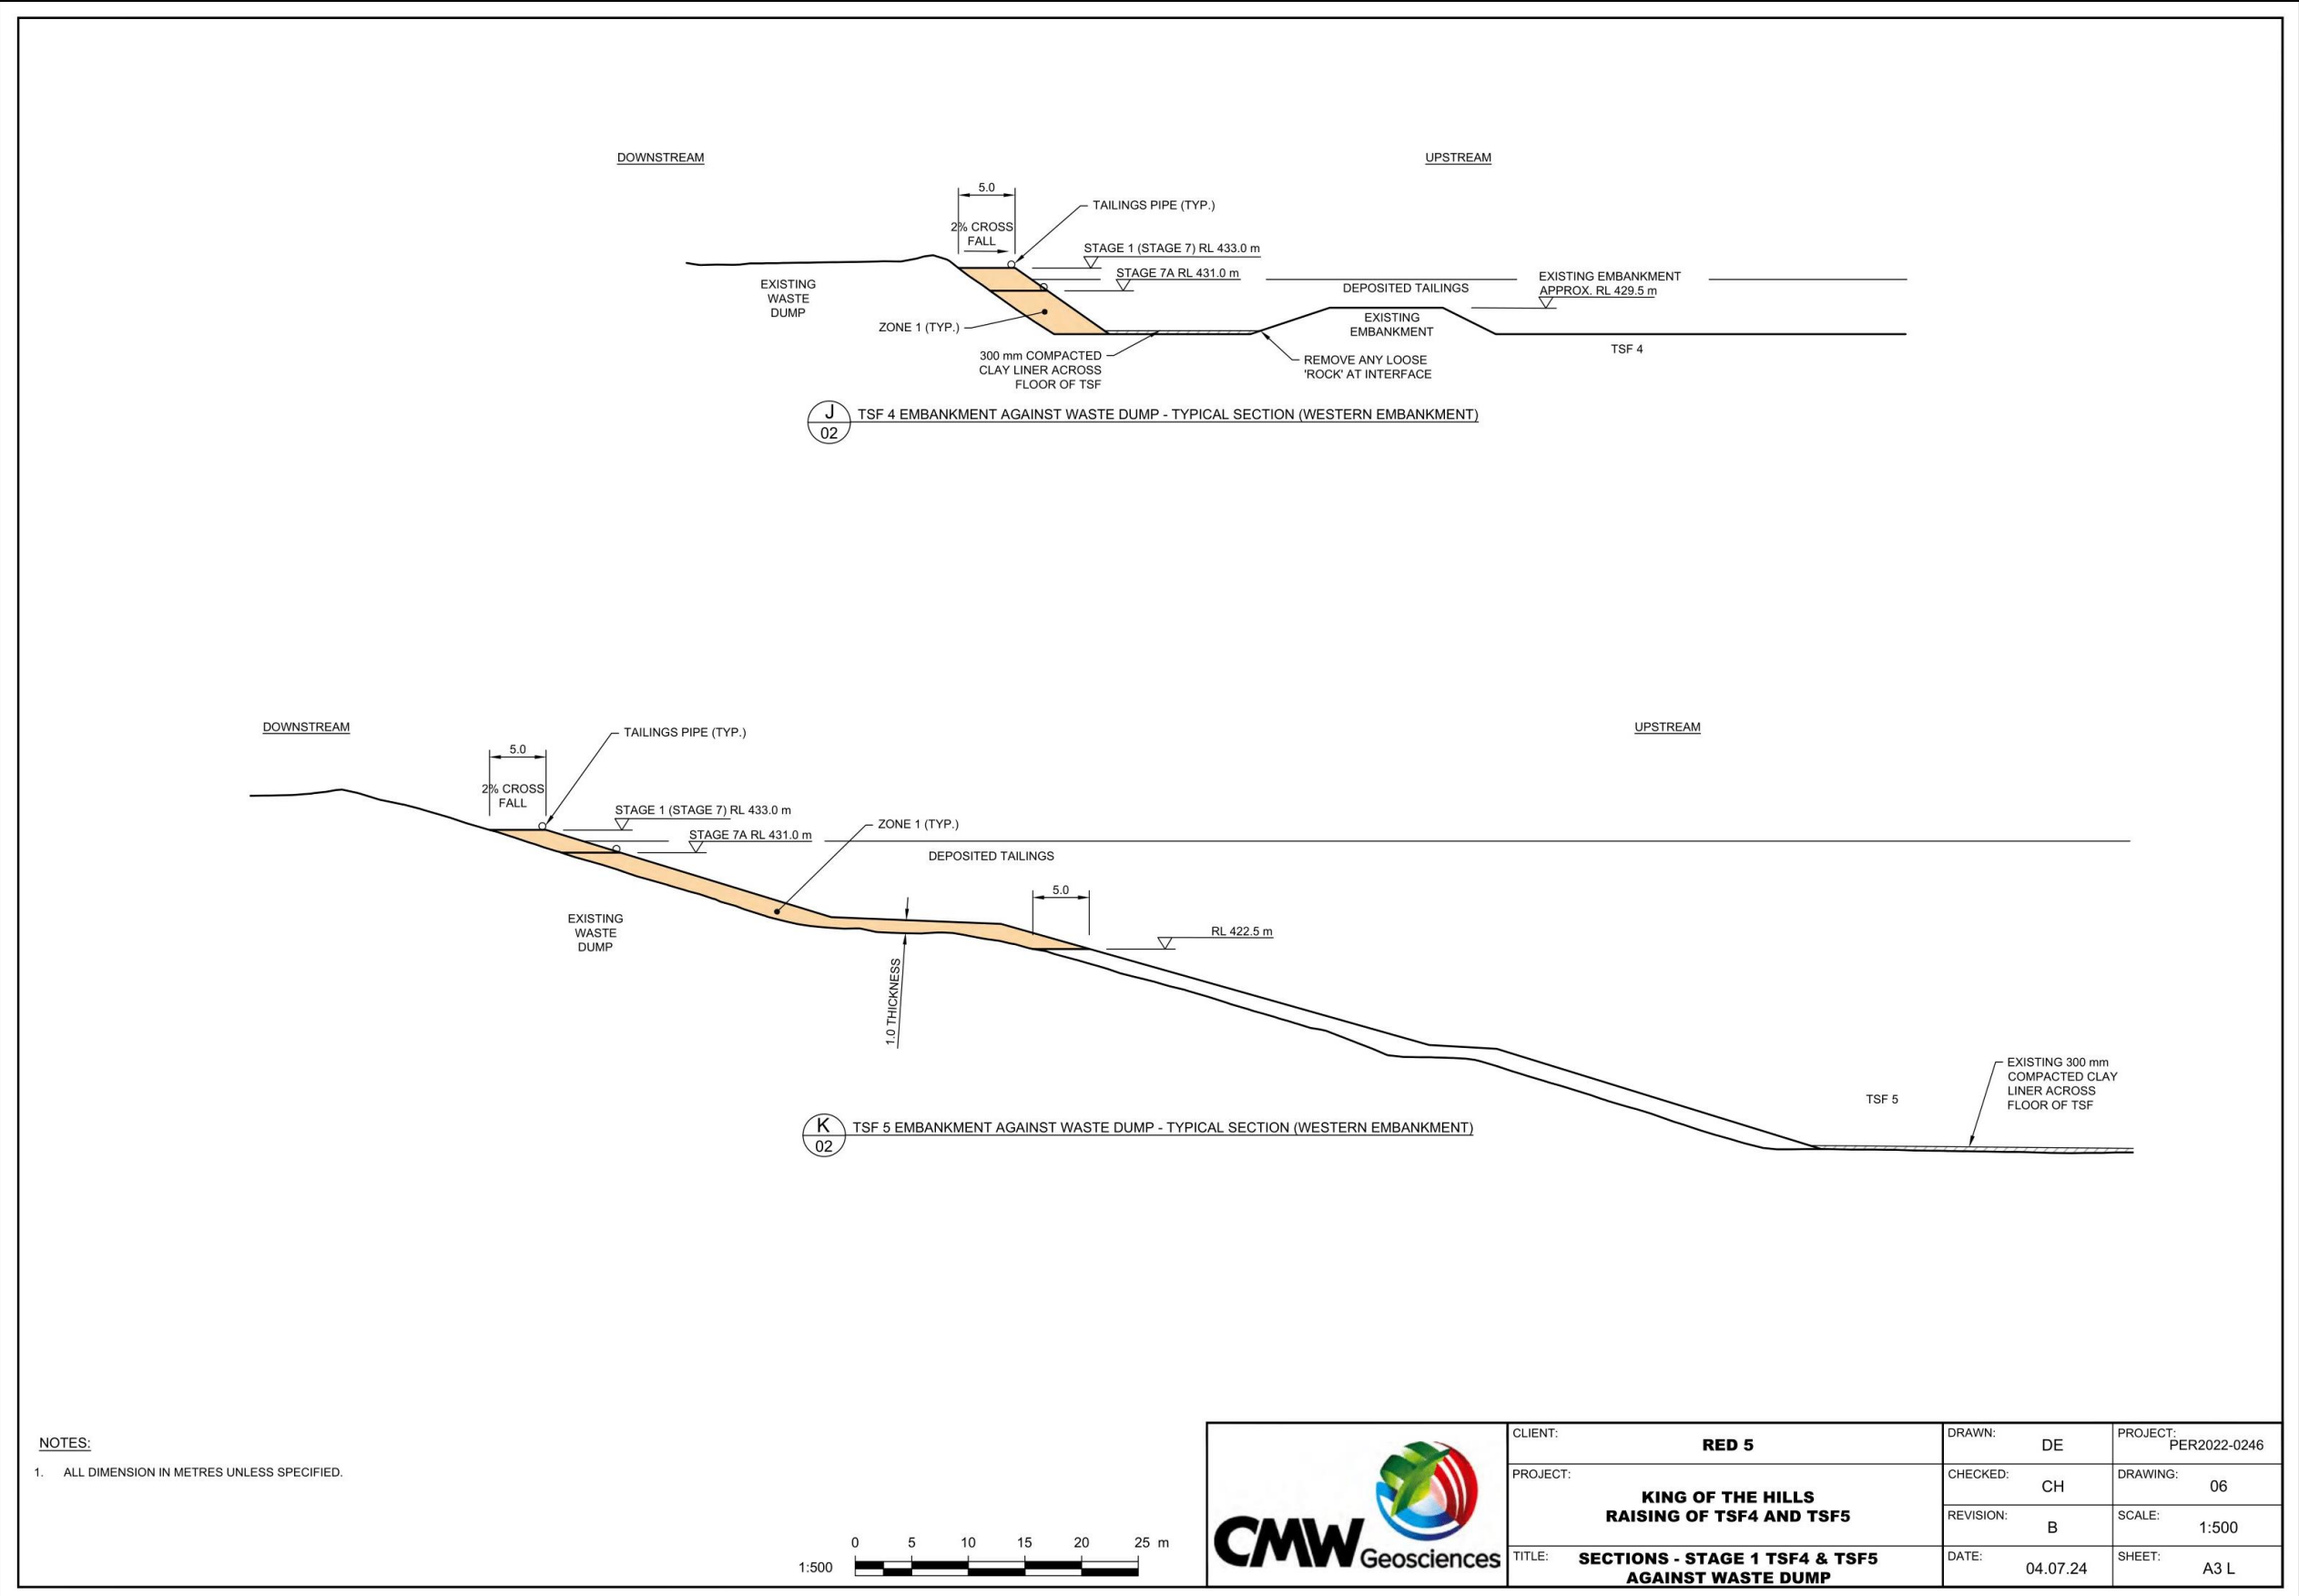 DOWNSTREAM
UPSTREAM
5.0
TAILINGS PIPE (TYP.)
2% CROSS
FALL
STAGE 1 (STAGE 7) RL 433.0 m
STAGE 7A RL 431.0 m
EXISTING
WASTE
DUMP
DEPOSITED TAILINGS
EXISTING EMBANKMENT
APPROX. RL 429.5 m
ZONE 1 (TYP.)
EXISTING
EMBANKMENT
300 mm COMPACTED
CLAY LINER ACROSS
FLOOR OF TSF
REMOVE ANY LOOSE
'ROCK' AT INTERFACE
TSF 4
J
02
TSF 4 EMBANKMENT AGAINST WASTE DUMP - TYPICAL SECTION (WESTERN EMBANKMENT)
DOWNSTREAM
UPSTREAM
5.0
TAILINGS PIPE (TYP.)
2% CROSS
FALL
STAGE 1 (STAGE 7) RL 433.0 m
STAGE 7A RL 431.0 m
ZONE 1 (TYP.)
DEPOSITED TAILINGS
5.0
EXISTING
WASTE
DUMP
RL 422.5 m
1.0 THICKNESS
EXISTING 300 mm
COMPACTED CLAY
LINER ACROSS
FLOOR OF TSF
TSF 5
K
02
TSF 5 EMBANKMENT AGAINST WASTE DUMP - TYPICAL SECTION (WESTERN EMBANKMENT)
NOTES:
1. ALL DIMENSION IN METRES UNLESS SPECIFIED.
0 5 10 15 20 25 m
1:500
CMW Geosciences
CLIENT:
RED 5
PROJECT:
KING OF THE HILLS
RAISING OF TSF4 AND TSF5
TITLE:
SECTIONS - STAGE 1 TSF4 & TSF5
AGAINST WASTE DUMP
DRAWN:
DE
PROJECT:
PER2022-0246
CHECKED:
CH
DRAWING:
06
REVISION:
B
SCALE:
1:500
DATE:
04.07.24
SHEET:
A3 L